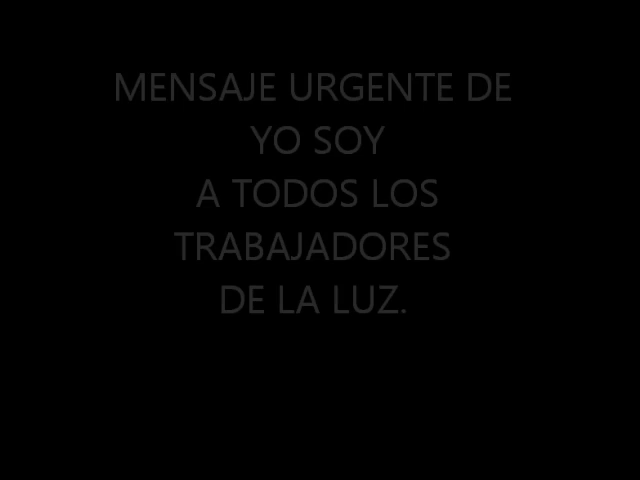 MENSAJE URGENTE DE
YO SOY
A TODOS LOS
TRABAJADORES
DE LA LUZ.